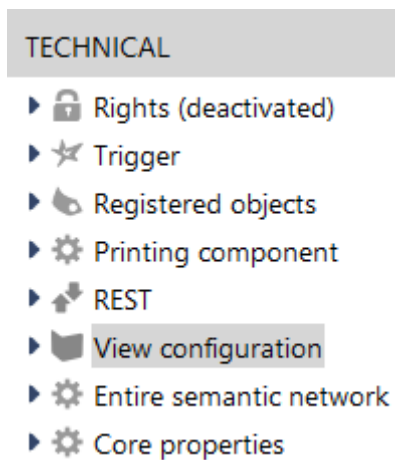 TECHNICAL
Rights (deactivated)
Trigger
Registered objects
Printing component
REST
View configuration
Entire semantic network
Core properties